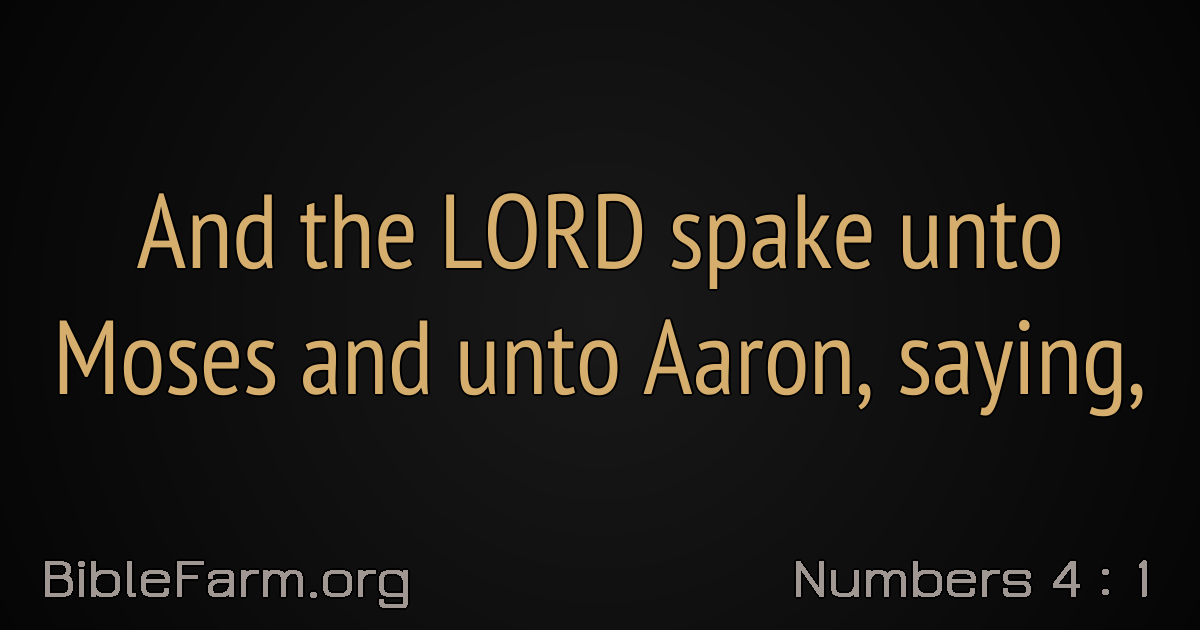 And the LORD spake unto
Moses and unto Aaron, saying,
BibleFarm.org
Numbers 4 : 1